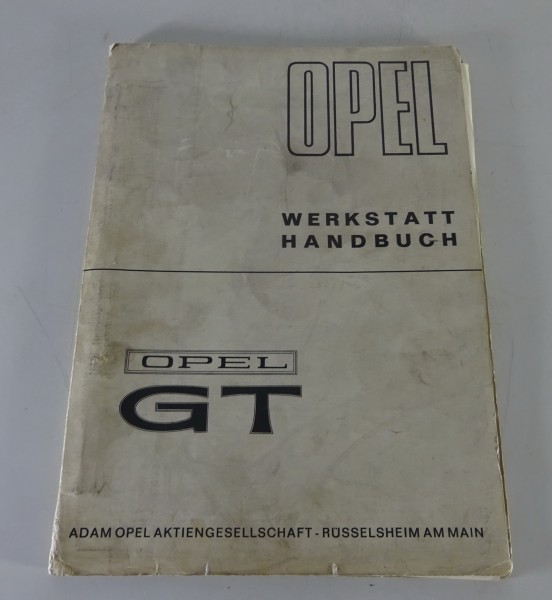 OPEL
WERKSTATT
HANDBUCH
OPEL
GT
ADAM OPEL AKTIENGESELLSCHAFT - RÜSSELSHEIM AM MAIN